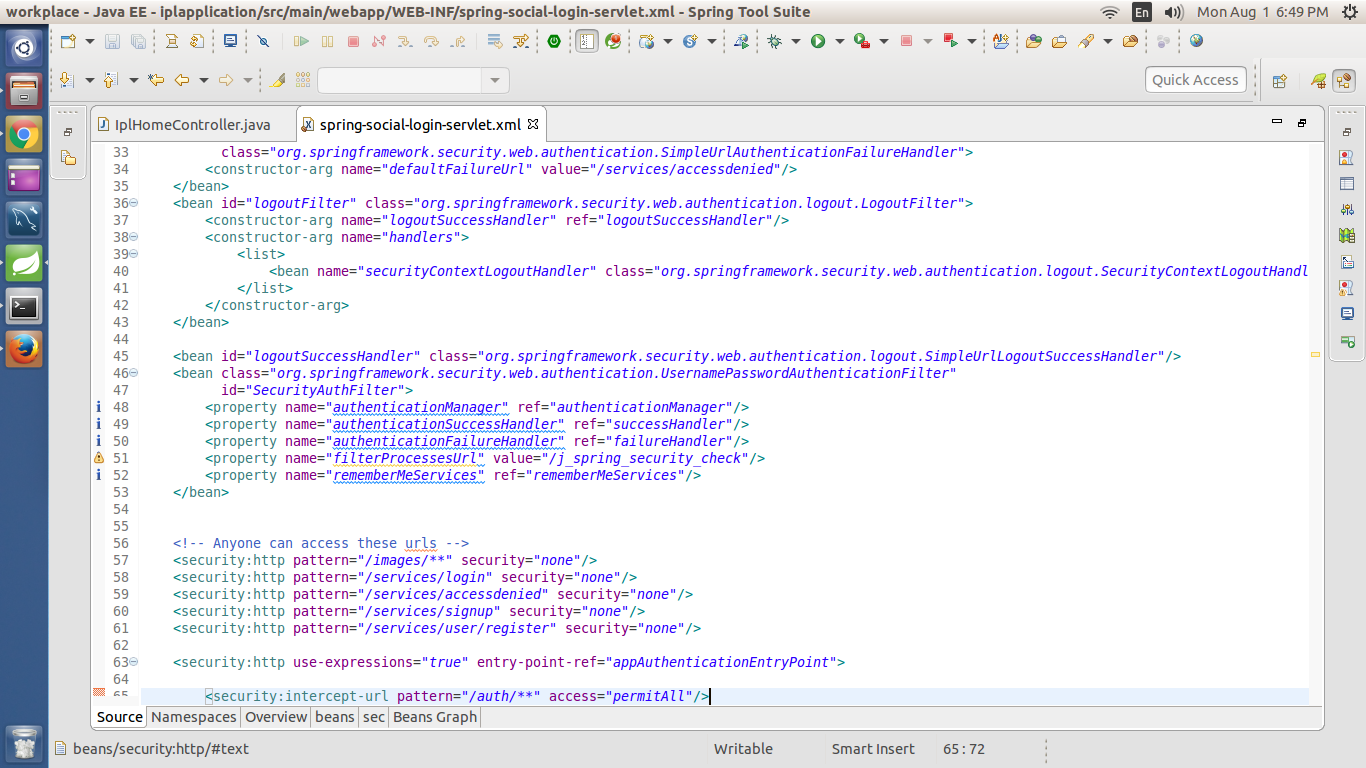 workplace - Java EE - iplapplication/src/main/webapp/WEB-INF/spring-social-login-servlet.xml - Spring Tool Suite
En
Mon Aug 1 6:49 PM
Quick Access
IplHomeController.java
spring-social-login-servlet.xml
33 class="org.springframework.security.web.authentication.SimpleUrlAuthenticationFailureHandler">
34 <constructor-arg name="defaultFailureUrl" value="/services/accessdenied"/>
35 </bean>
36 <bean id="logoutFilter" class="org.springframework.security.web.authentication.logout.LogoutFilter">
37 <constructor-arg name="logoutSuccessHandler" ref="logoutSuccessHandler"/>
38 <constructor-arg name="handlers">
39 <list>
40 <bean name="securityContextLogoutHandler" class="org.springframework.security.web.authentication.logout.SecurityContextLogoutHandl
41 </list>
42 </constructor-arg>
43 </bean>
44
45 <bean id="logoutSuccessHandler" class="org.springframework.security.web.authentication.logout.SimpleUrlLogoutSuccessHandler"/>
46 <bean class="org.springframework.security.web.authentication.UsernamePasswordAuthenticationFilter"
47 id="SecurityAuthFilter">
48 <property name="authenticationManager" ref="authenticationManager"/>
49 <property name="authenticationSuccessHandler" ref="successHandler"/>
50 <property name="authenticationFailureHandler" ref="failureHandler"/>
51 <property name="filterProcessesUrl" value="/j_spring_security_check"/>
52 <property name="rememberMeServices" ref="rememberMeServices"/>
53 </bean>
54
55
56 <!-- Anyone can access these urls -->
57 <security:http pattern="/images/**" security="none"/>
58 <security:http pattern="/services/login" security="none"/>
59 <security:http pattern="/services/accessdenied" security="none"/>
60 <security:http pattern="/services/signup" security="none"/>
61 <security:http pattern="/services/user/register" security="none"/>
62
63 <security:http use-expressions="true" entry-point-ref="appAuthenticationEntryPoint">
64
65 <security:intercept-url pattern="/auth/**" access="permitAll"/>
Source Namespaces Overview beans sec Beans Graph
beans/security:http/#text
Writable
Smart Insert
65 : 72